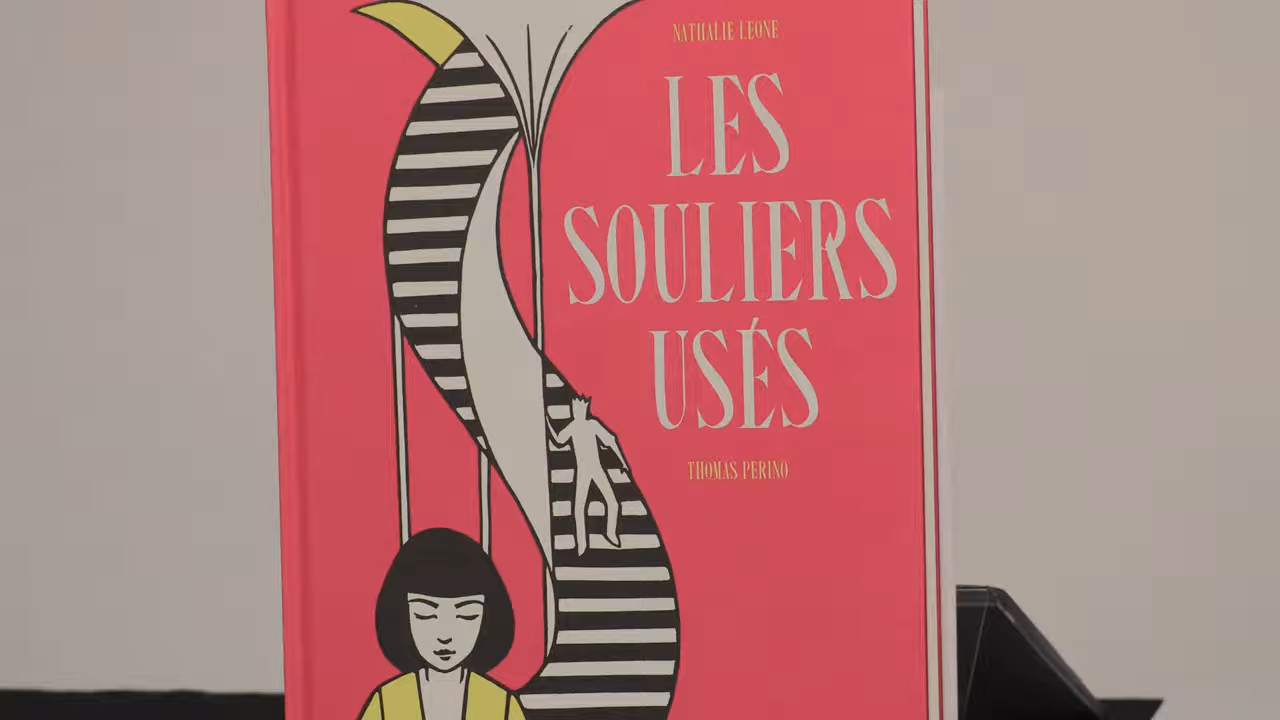 NATHALIE LEONE
LES
SOULIERS
USÉS
THOMAS PERINO